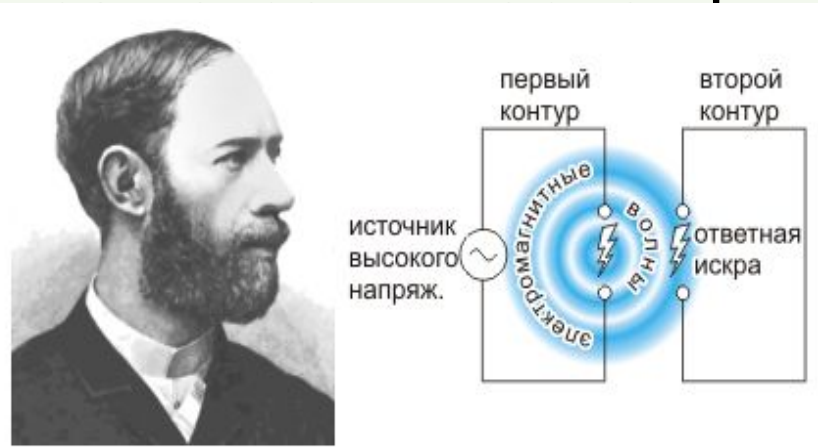 первый
контур
второй
контур
источник
высокого
напряж.
электромагнитные
волны
ответная
искра